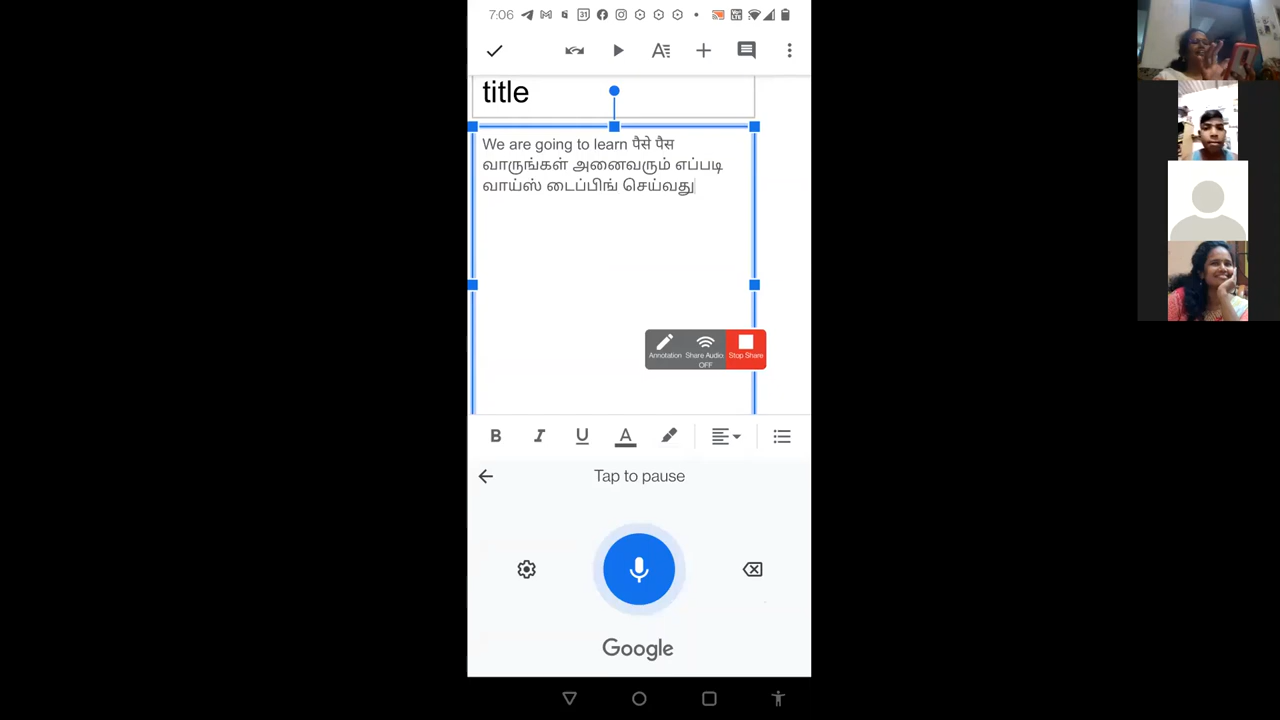 7:06
title
We are going to learn पैसे पैस
வாருங்கள் அனைவரும் எப்படி
வாய்ஸ் டைப்பிங் செய்வது
Annotation
Share Audio:
OFF
Stop Share
B I U A
Tap to pause
Google